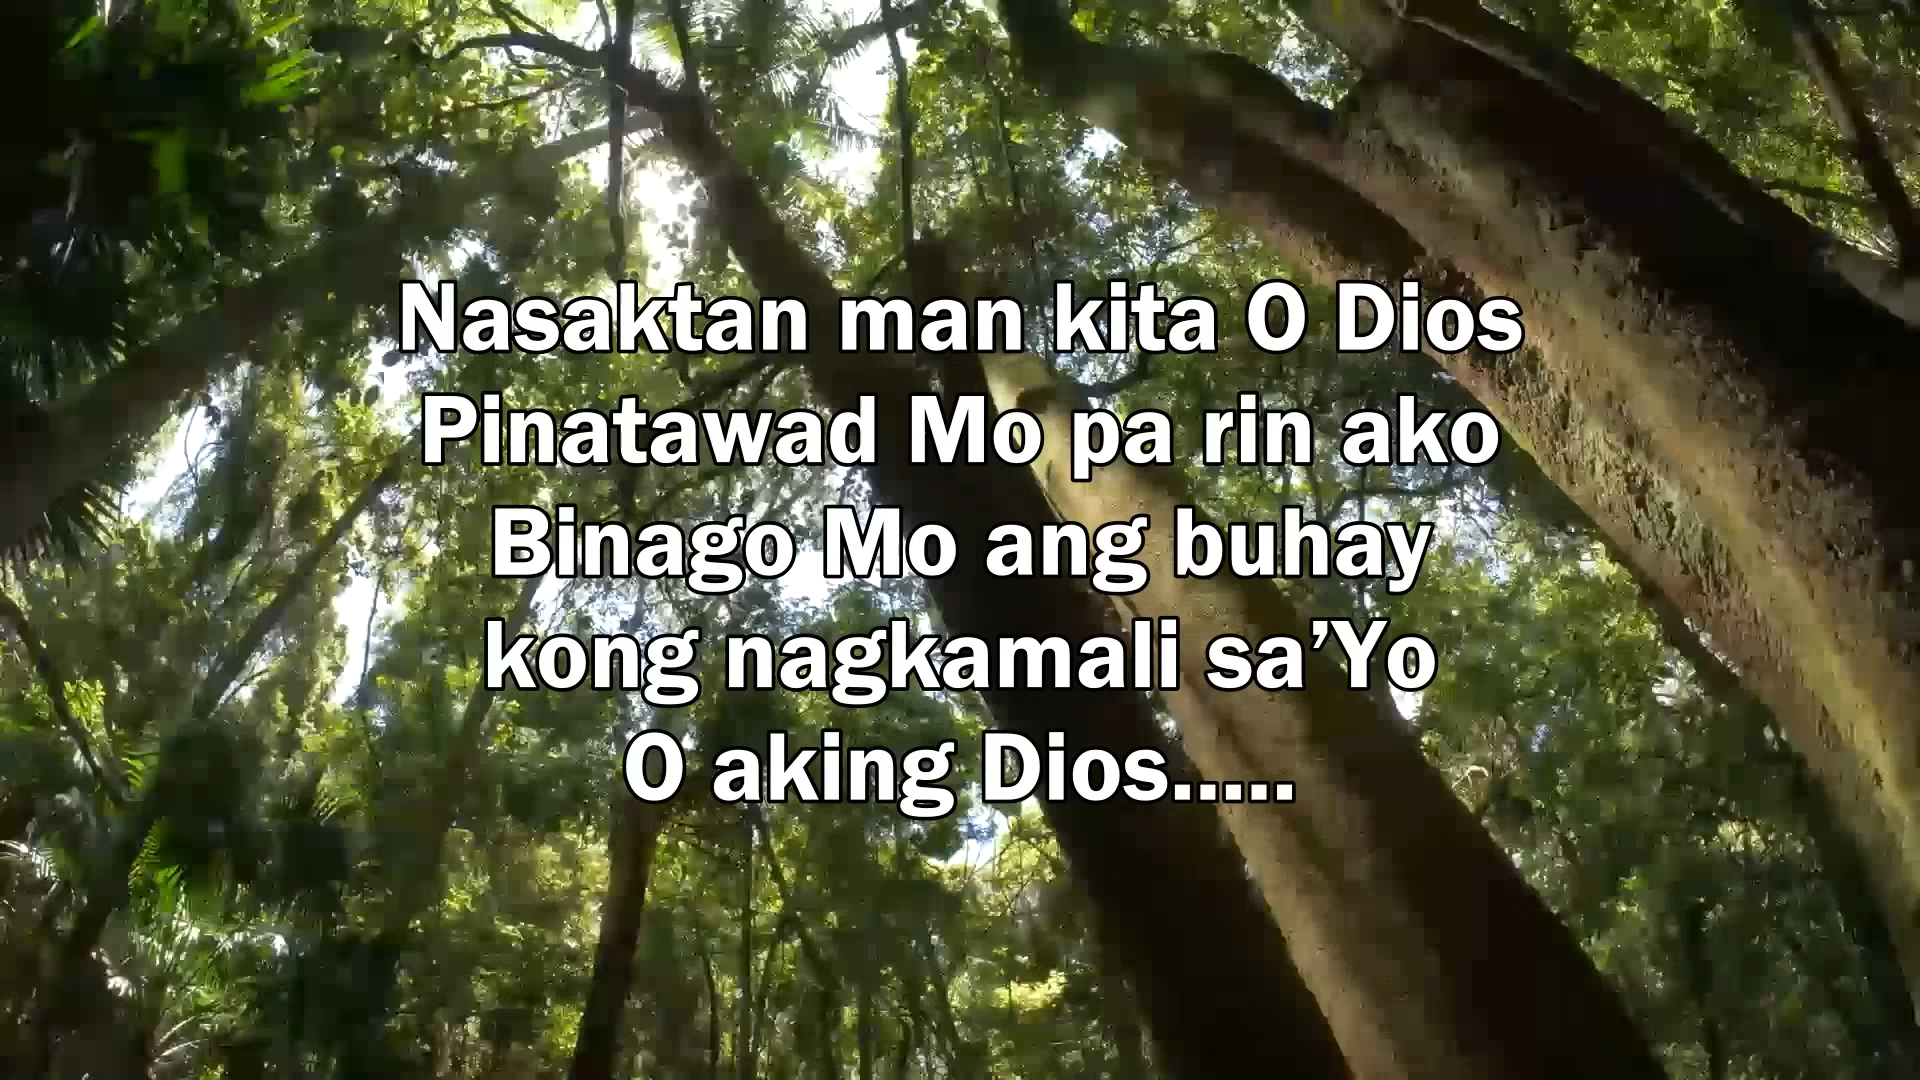 Nasaktan man kita O Dios
Pinatawad Mo pa rin ako
Binago Mo ang buhay
kong nagkamali sa’Yo
O aking Dios.....